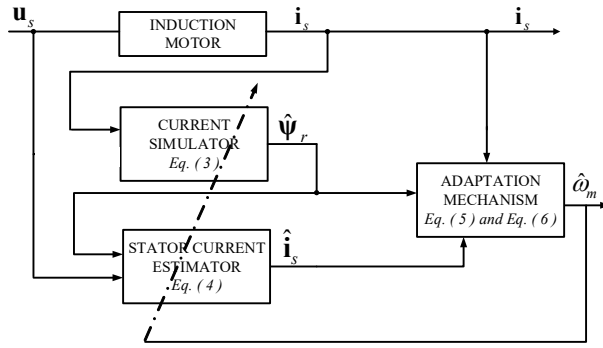 u_s
INDUCTION
MOTOR
i_s
i_s
CURRENT
SIMULATOR
Eq. ( 3 )
ψ̂_r
ADAPTATION
MECHANISM
Eq. ( 5 ) and Eq. ( 6 )
ω̂_m
STATOR CURRENT
ESTIMATOR
Eq. ( 4 )
î_s